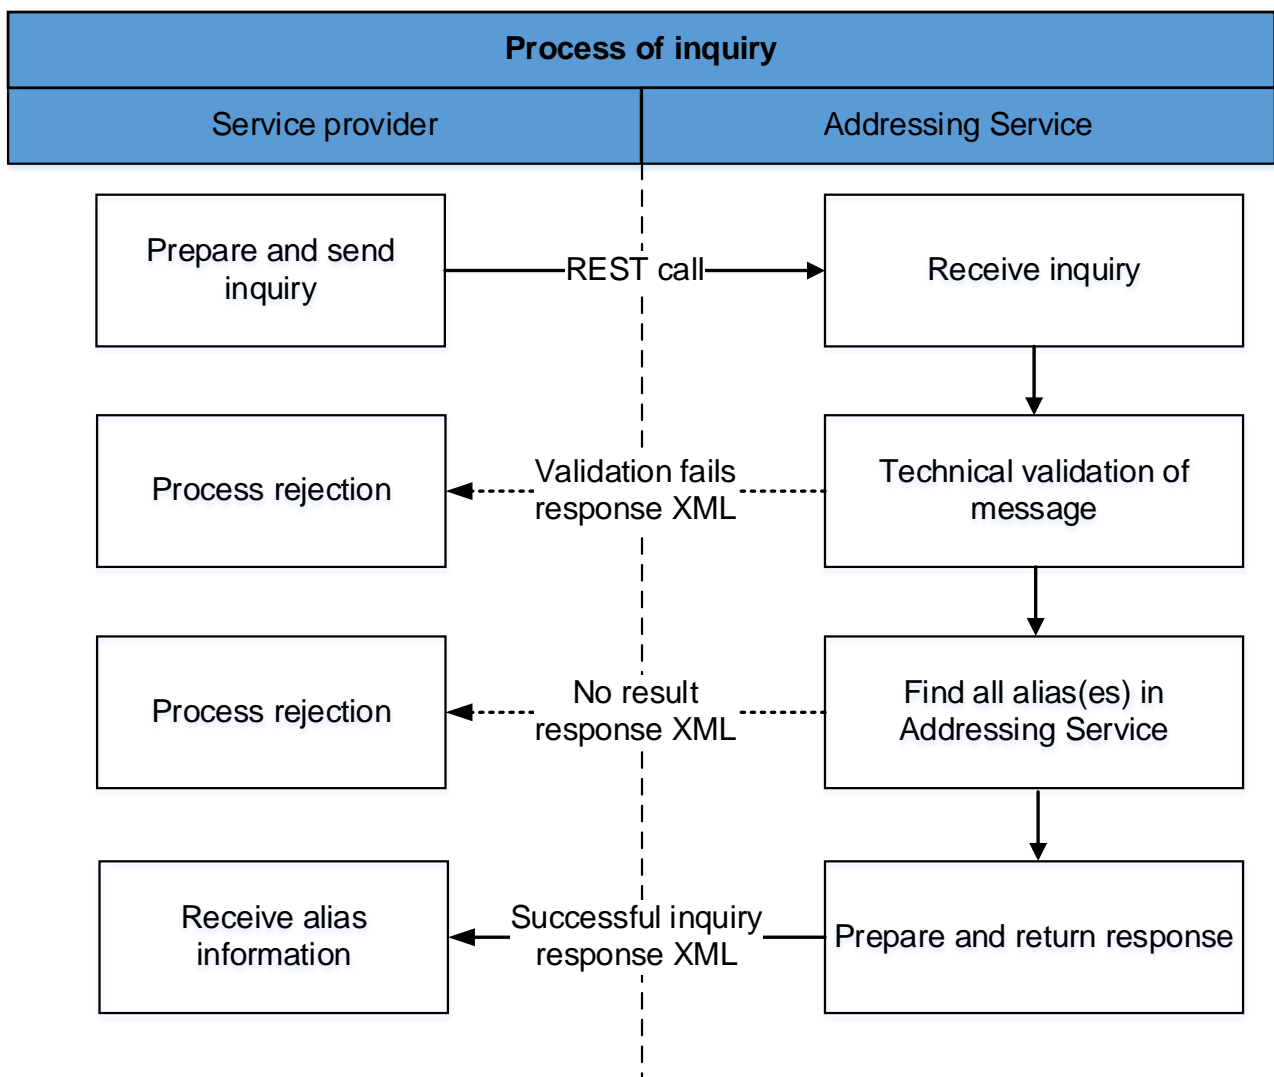 Process of inquiry
Service provider
Addressing Service
Prepare and send
inquiry
REST call
Receive inquiry
Process rejection
Validation fails
response XML
Technical validation of
message
Process rejection
No result
response XML
Find all alias(es) in
Addressing Service
Receive alias
information
Successful inquiry
response XML
Prepare and return response